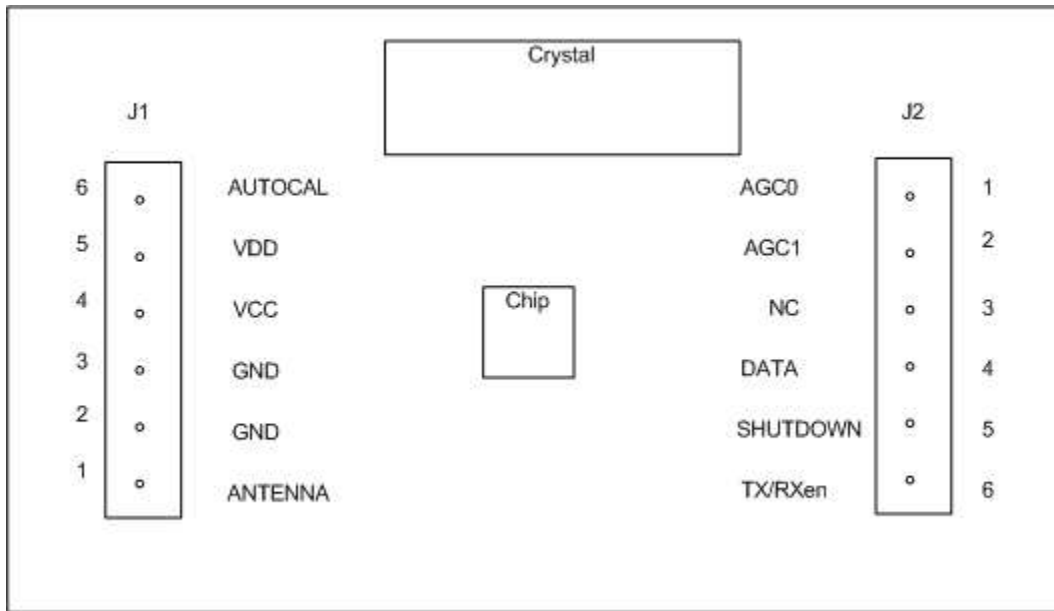 Crystal
J1
J2
6 AUTOCAL
AGC0 1
5 VDD
AGC1 2
4 VCC
Chip
NC 3
3 GND
DATA 4
2 GND
SHUTDOWN 5
1 ANTENNA
TX/RXen 6